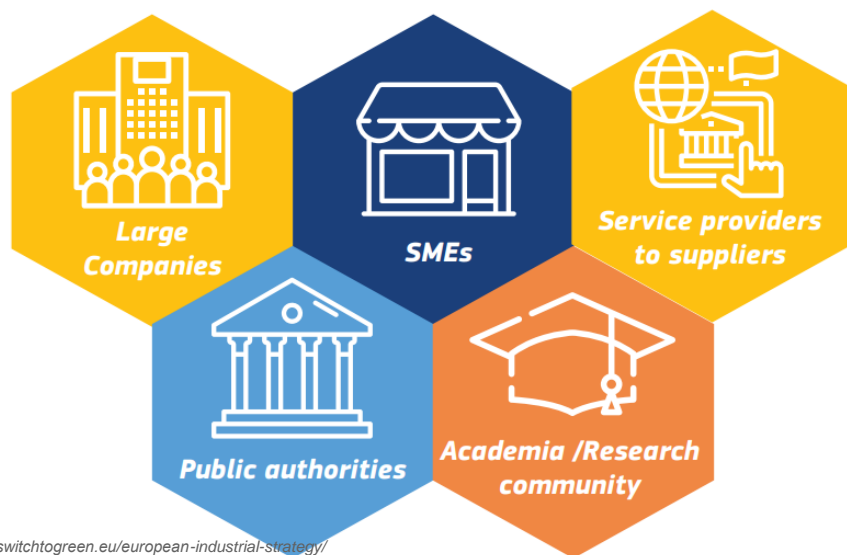 Large
Companies
SMEs
Service providers
to suppliers
Public authorities
Academia /Research
community
switchtogreen.eu/european-industrial-strategy/